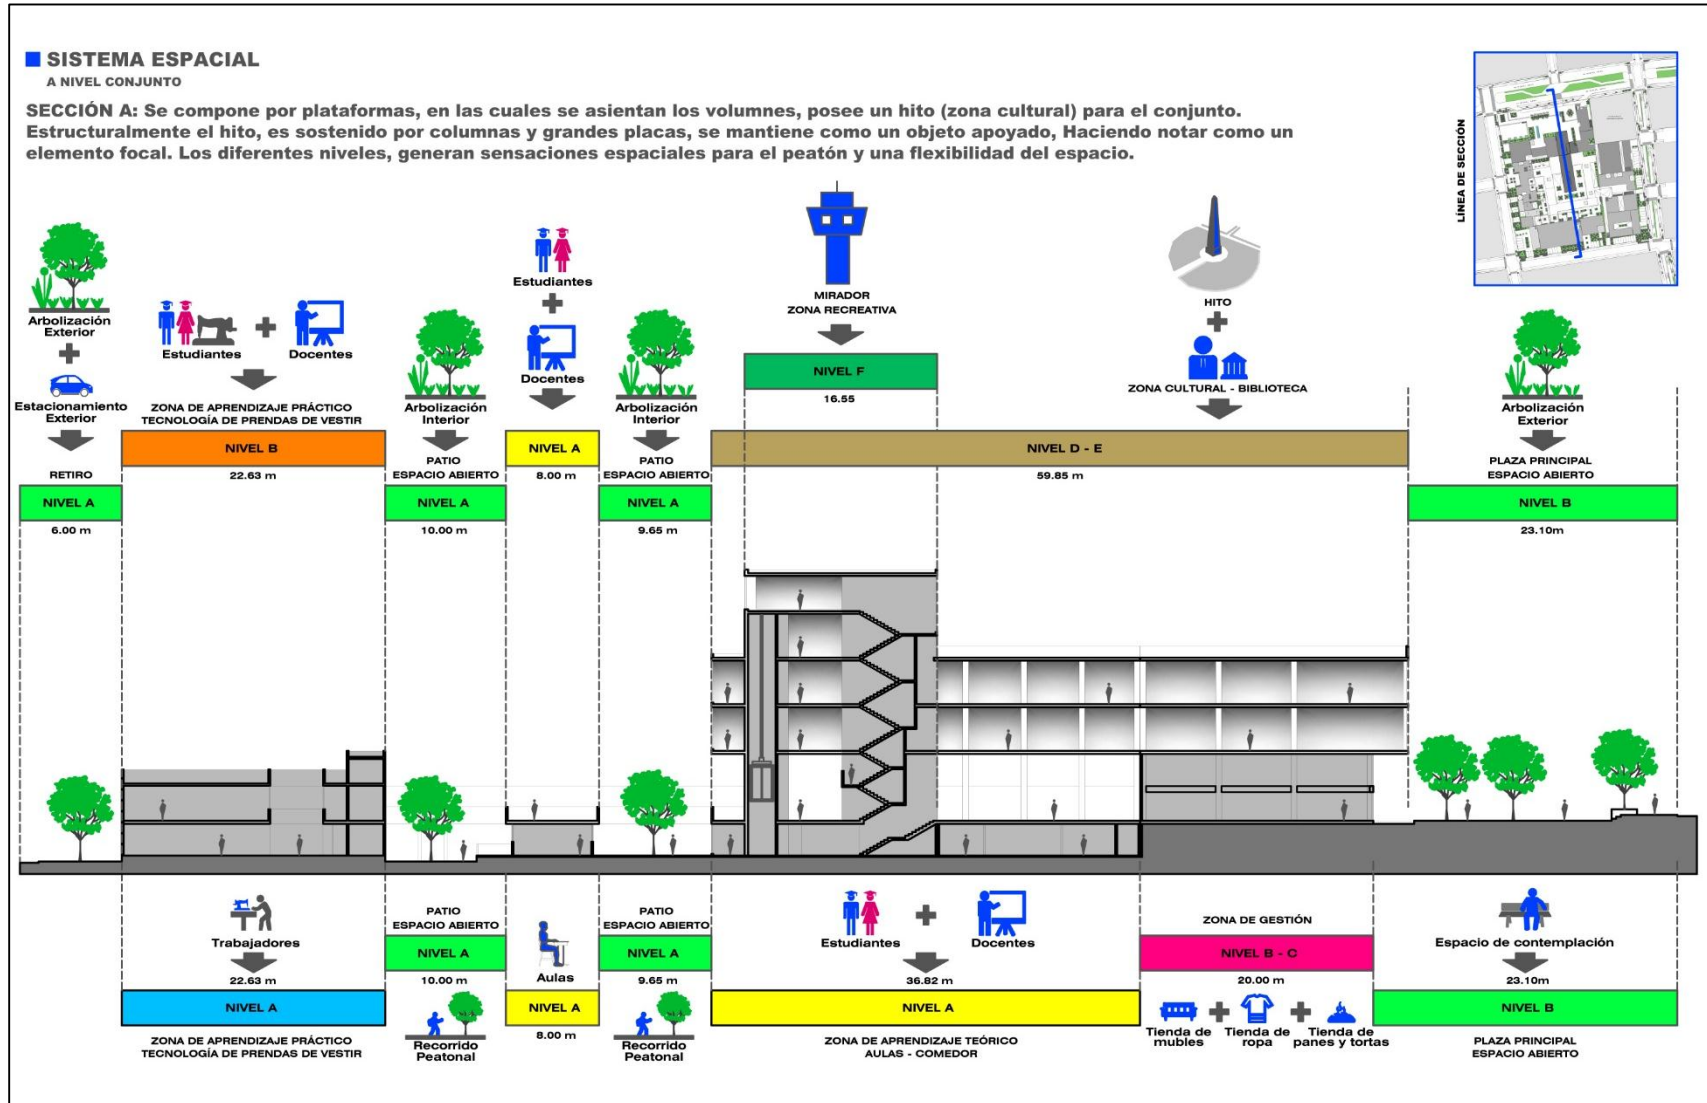 SISTEMA ESPACIAL
A NIVEL CONJUNTO
SECCIÓN A: Se compone por plataformas, en las cuales se asientan los volumnes, posee un hito (zona cultural) para el conjunto.
Estructuralmente el hito, es sostenido por columnas y grandes placas, se mantiene como un objeto apoyado, Haciendo notar como un
elemento focal. Los diferentes niveles, generan sensaciones espaciales para el peatón y una flexibilidad del espacio.
LÍNEA DE SECCIÓN
Arbolización
Exterior
Estacionamiento
Exterior
RETIRO
NIVEL A
6.00 m
Estudiantes
Docentes
ZONA DE APRENDIZAJE PRÁCTICO
TECNOLOGÍA DE PRENDAS DE VESTIR
NIVEL B
22.63 m
Arbolización
Interior
PATIO
ESPACIO ABIERTO
NIVEL A
10.00 m
Estudiantes
Docentes
NIVEL A
8.00 m
Arbolización
Interior
PATIO
ESPACIO ABIERTO
NIVEL A
9.65 m
MIRADOR
ZONA RECREATIVA
NIVEL F
16.55
HITO
ZONA CULTURAL - BIBLIOTECA
NIVEL D - E
59.85 m
Arbolización
Exterior
PLAZA PRINCIPAL
ESPACIO ABIERTO
NIVEL B
23.10m
Trabajadores
22.63 m
NIVEL A
ZONA DE APRENDIZAJE PRÁCTICO
TECNOLOGÍA DE PRENDAS DE VESTIR
PATIO
ESPACIO ABIERTO
NIVEL A
10.00 m
Recorrido
Peatonal
Aulas
NIVEL A
8.00 m
PATIO
ESPACIO ABIERTO
NIVEL A
9.65 m
Recorrido
Peatonal
Estudiantes
Docentes
36.82 m
NIVEL A
ZONA DE APRENDIZAJE TEÓRICO
AULAS - COMEDOR
ZONA DE GESTIÓN
NIVEL B - C
20.00 m
Tienda de
mubles
Tienda de
ropa
Tienda de
panes y tortas
Espacio de contemplación
23.10m
NIVEL B
PLAZA PRINCIPAL
ESPACIO ABIERTO